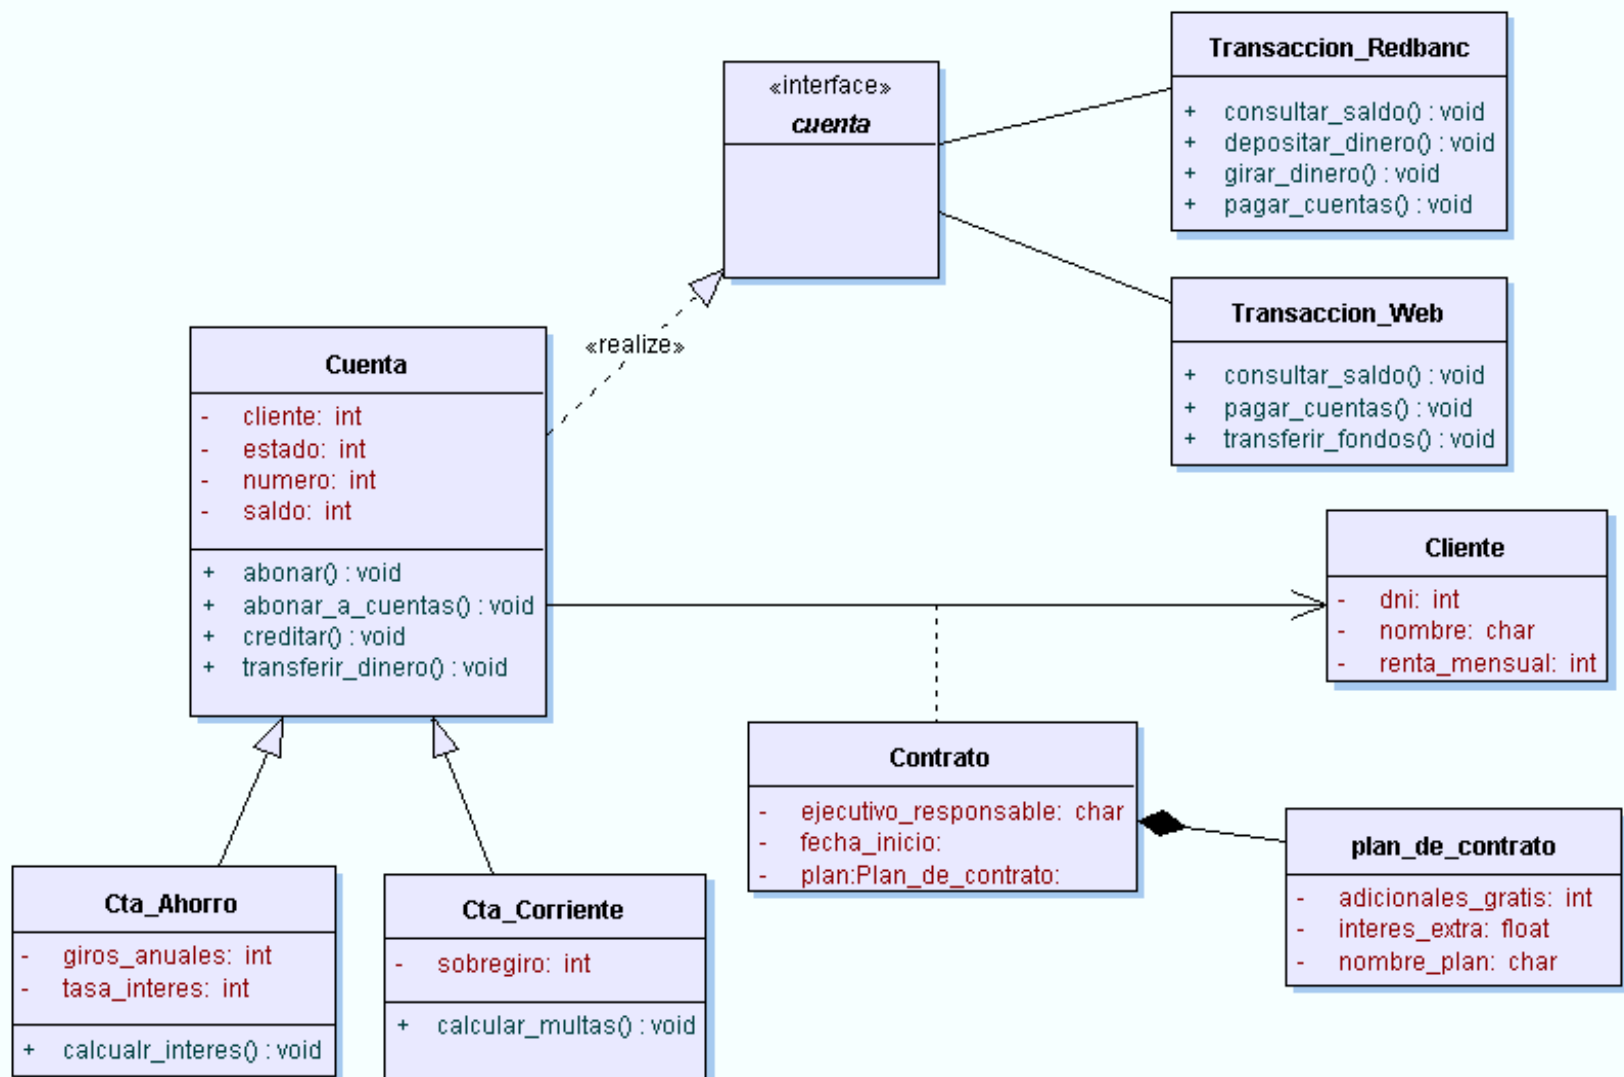 «interface»
cuenta
Transaccion_Redbanc
+ consultar_saldo() : void
+ depositar_dinero() : void
+ girar_dinero() : void
+ pagar_cuentas() : void
Transaccion_Web
+ consultar_saldo() : void
+ pagar_cuentas() : void
+ transferir_fondos() : void
«realize»
Cuenta
- cliente: int
- estado: int
- numero: int
- saldo: int
+ abonar() : void
+ abonar_a_cuentas() : void
+ creditar() : void
+ transferir_dinero() : void
Cliente
- dni: int
- nombre: char
- renta_mensual: int
Contrato
- ejecutivo_responsable: char
- fecha_inicio:
- plan:Plan_de_contrato:
plan_de_contrato
- adicionales_gratis: int
- interes_extra: float
- nombre_plan: char
Cta_Ahorro
- giros_anuales: int
- tasa_interes: int
+ calcualr_interes() : void
Cta_Corriente
- sobregiro: int
+ calcular_multas() : void